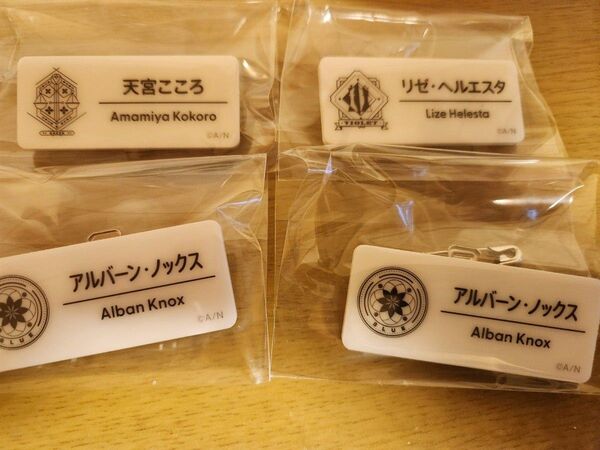 天宮こころ
Amamiya Kokoro
©A/N
リゼ・ヘルエスタ
Lize Helesta
VIOLET
©A/N
アルバーン・ノックス
Alban Knox
BLUE
©A/N
アルバーン・ノックス
Alban Knox
BLUE
©A/N